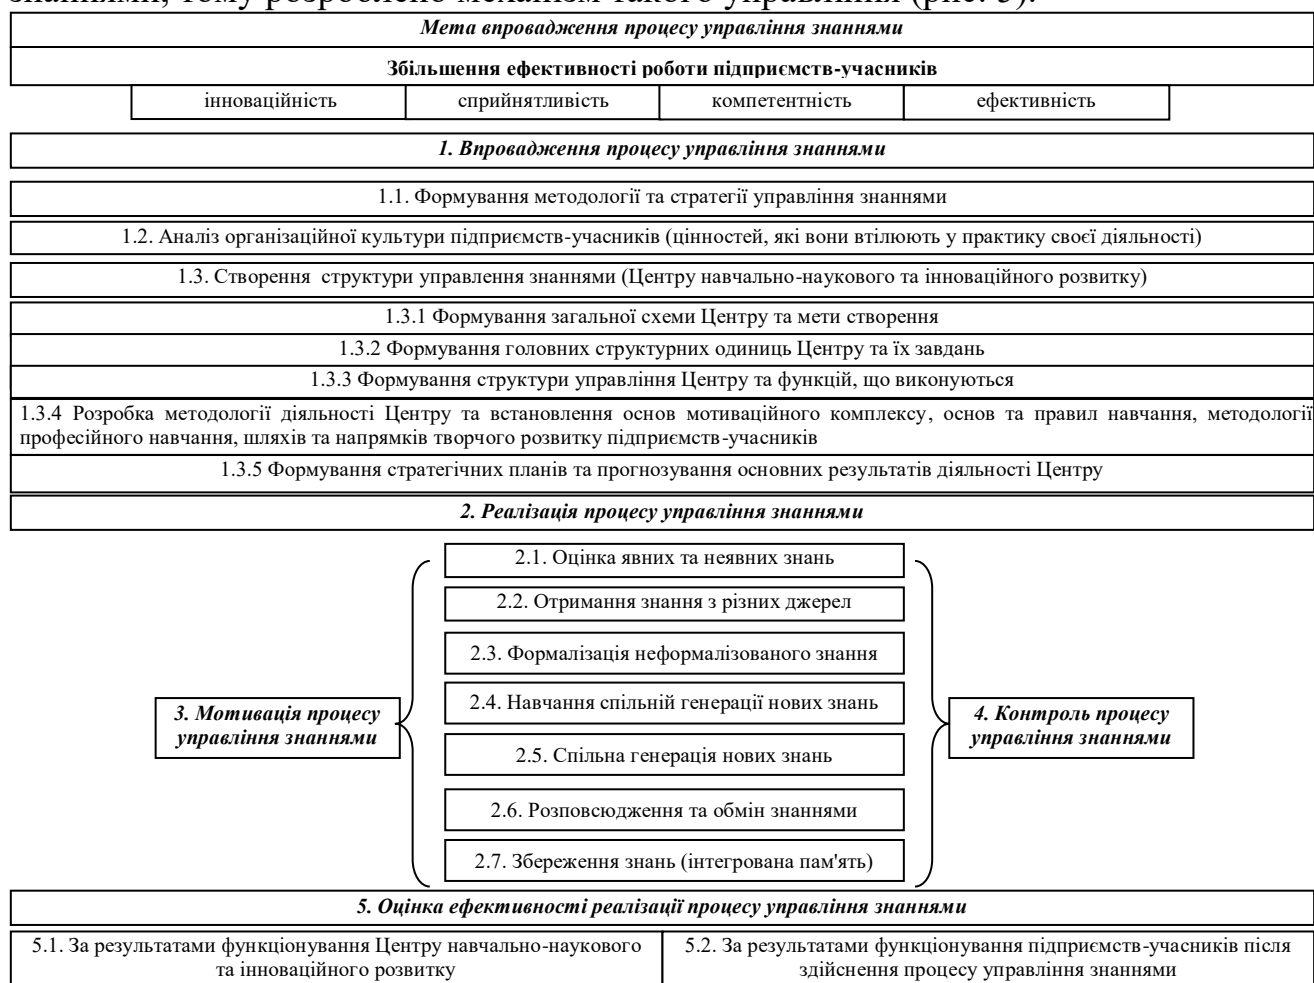 знаннями, тому розроблено механізм такого управління (рис. 3).
Мета впровадження процесу управління знаннями
Збільшення ефективності роботи підприємств-учасників
інноваційність
сприйнятливість
компетентність
ефективність
1. Впровадження процесу управління знаннями
1.1. Формування методології та стратегії управління знаннями
1.2. Аналіз організаційної культури підприємств-учасників (цінностей, які вони втілюють у практику своєї діяльності)
1.3. Створення структури управлення знаннями (Центру навчально-наукового та інноваційного розвитку)
1.3.1 Формування загальної схеми Центру та мети створення
1.3.2 Формування головних структурних одиниць Центру та їх завдань
1.3.3 Формування структури управління Центру та функцій, що виконуються
1.3.4 Розробка методології діяльності Центру та встановлення основ мотиваційного комплексу, основ та правил навчання, методології
професійного навчання, шляхів та напрямків творчого розвитку підприємств-учасників
1.3.5 Формування стратегічних планів та прогнозування основних результатів діяльності Центру
2. Реалізація процесу управління знаннями
2.1. Оцінка явних та неявних знань
2.2. Отримання знання з різних джерел
2.3. Формалізація неформалізованого знання
2.4. Навчання спільній генерації нових знань
3. Мотивація процесу
управління знаннями
4. Контроль процесу
управління знаннями
2.5. Спільна генерація нових знань
2.6. Розповсюдження та обмін знаннями
2.7. Збереження знань (інтегрована пам'ять)
5. Оцінка ефективності реалізації процесу управління знаннями
5.1. За результатами функціонування Центру навчально-наукового
та інноваційного розвитку
5.2. За результатами функціонування підприємств-учасників після
здійснення процесу управління знаннями